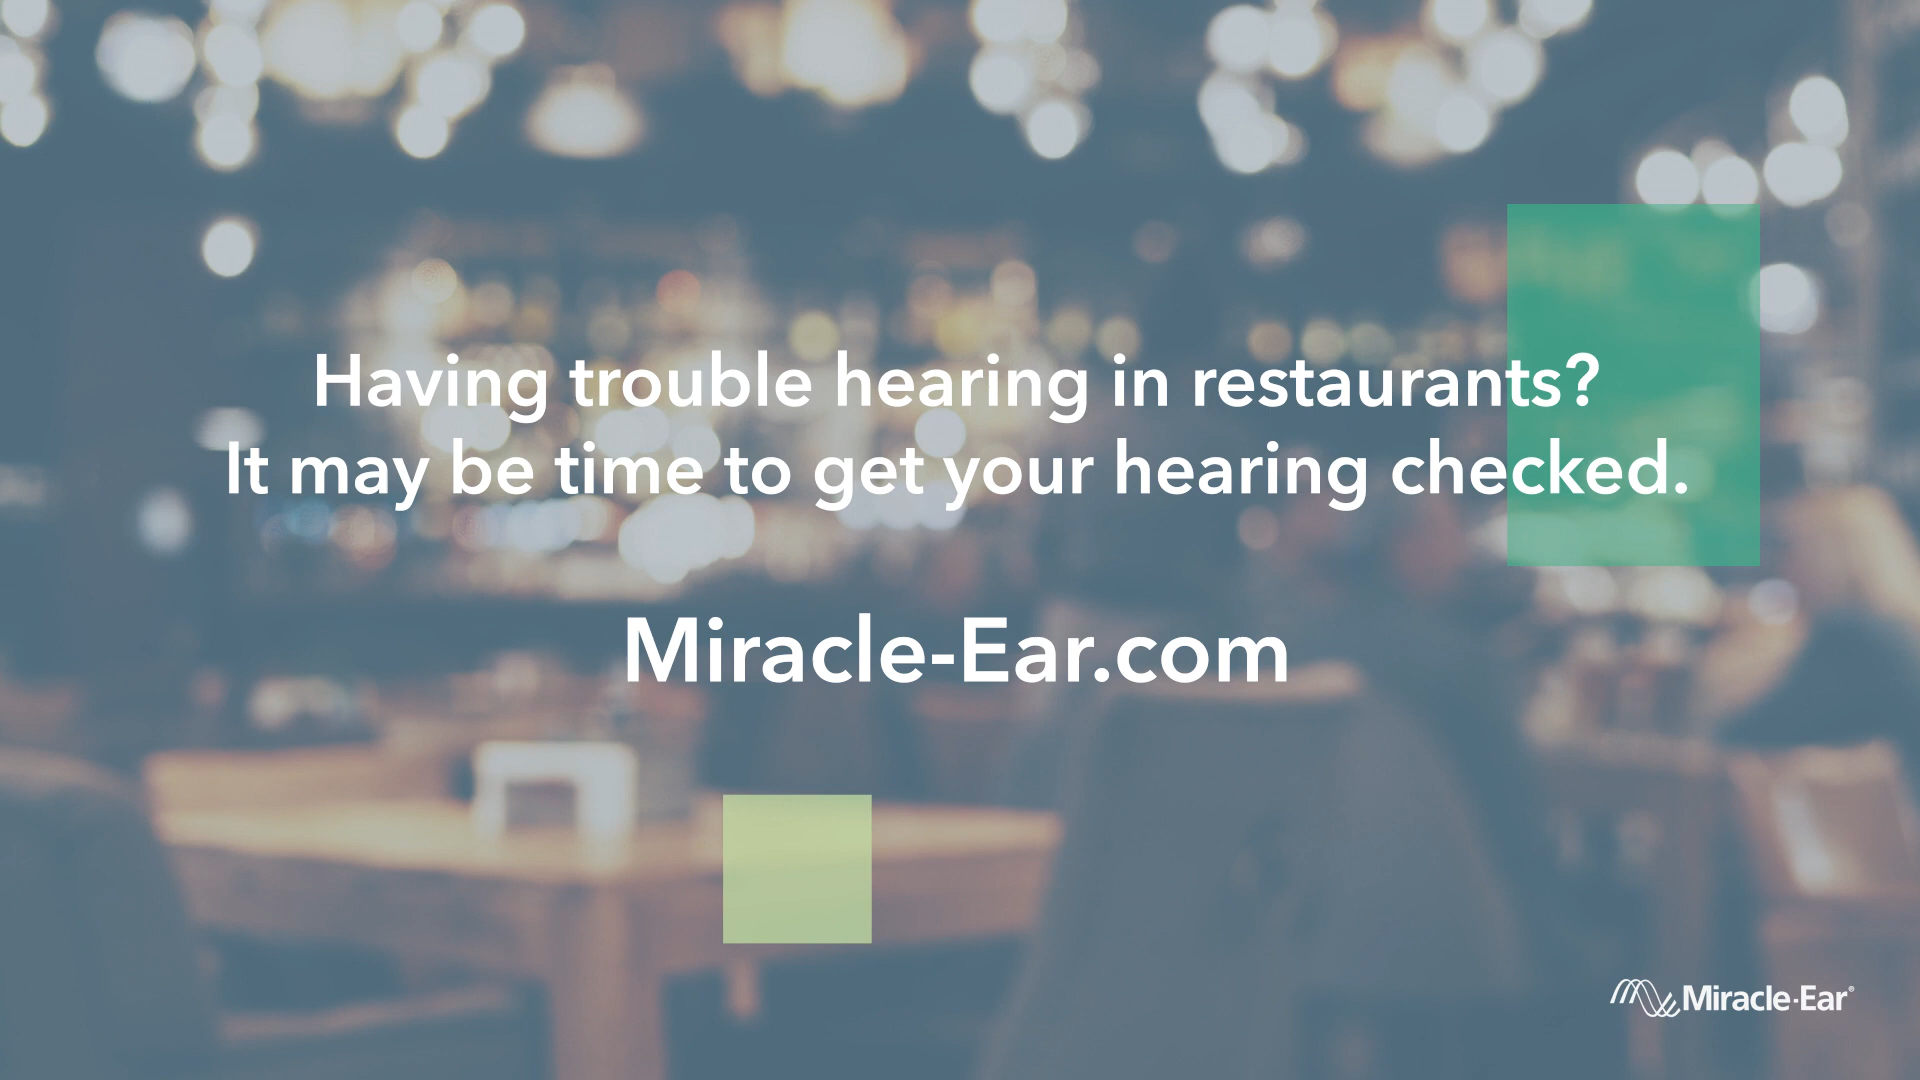 Having trouble hearing in restaurants?
It may be time to get your hearing checked.
Miracle-Ear.com
Miracle-Ear®